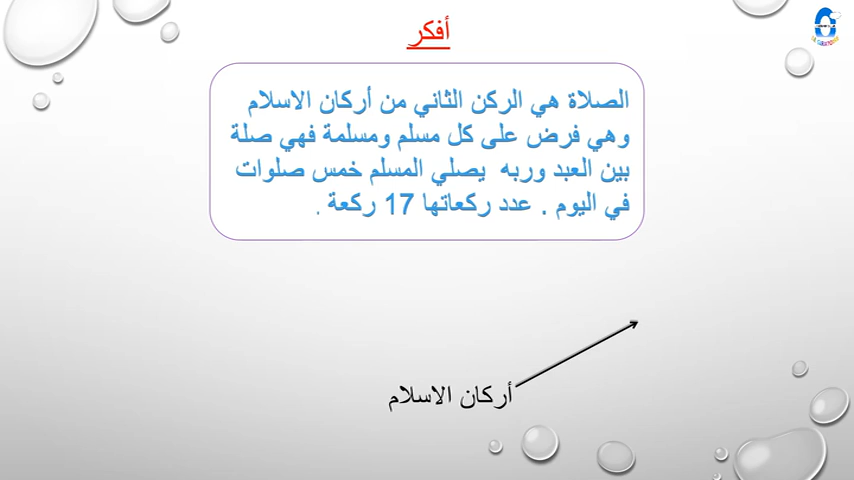 أفكر
الصلاة هي الركن الثاني من أركان الاسلام
وهي فرض على كل مسلم ومسلمة فهي صلة
بين العبد وربه يصلي المسلم خمس صلوات
في اليوم . عدد ركعاتها 17 ركعة .
أركان الاسلام